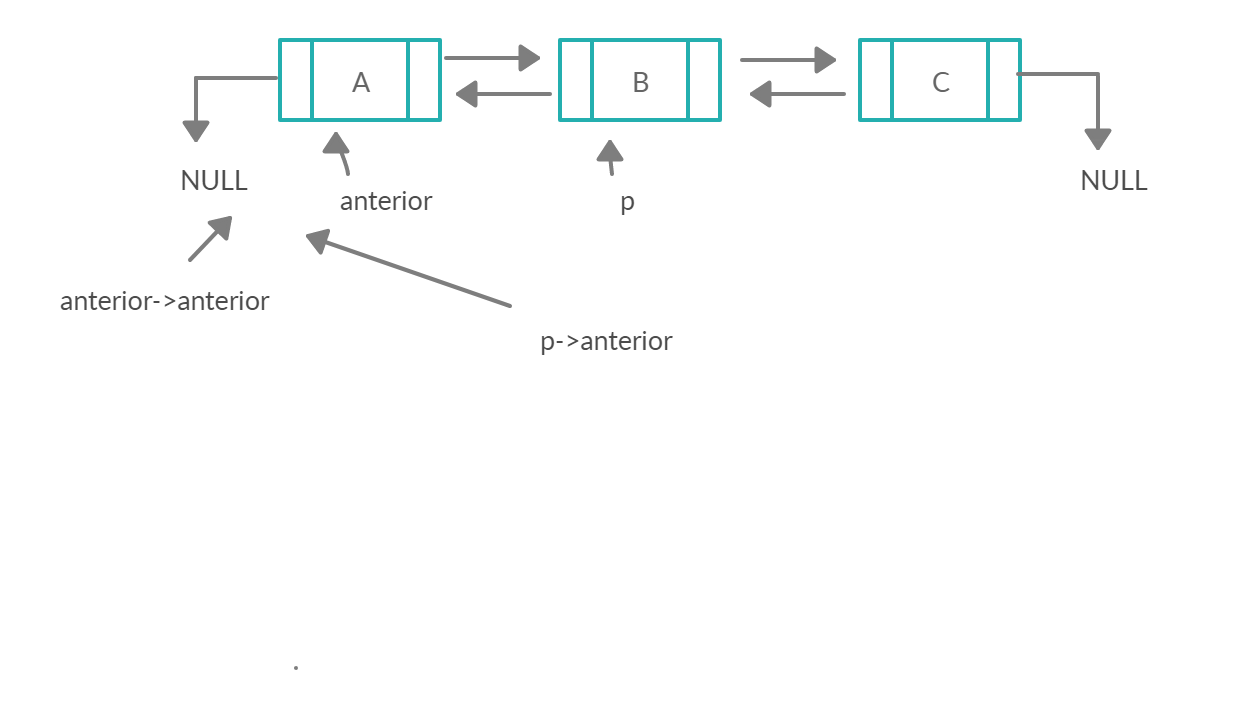 A
B
C
NULL
anterior
p
NULL
anterior->anterior
p->anterior